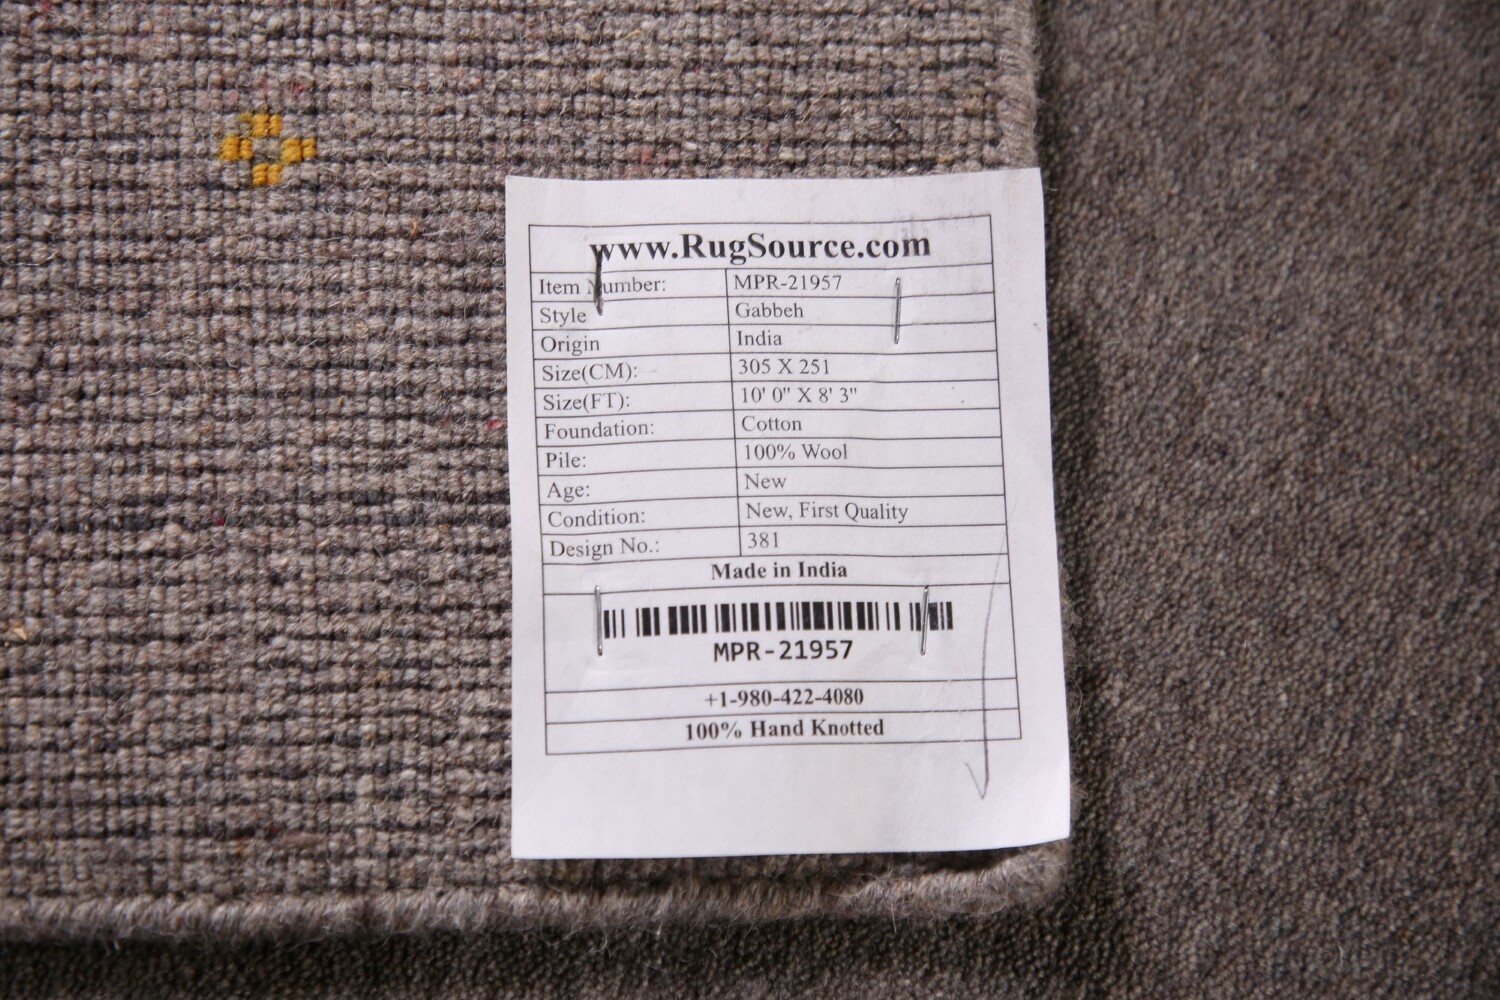 www.RugSource.com
Item Number: MPR-21957
Style Gabbeh
Origin India
Size(CM): 305 X 251
Size(FT): 10' 0" X 8' 3"
Foundation: Cotton
Pile: 100% Wool
Age: New
Condition: New, First Quality
Design No.: 381
Made in India
MPR-21957
+1-980-422-4080
100% Hand Knotted